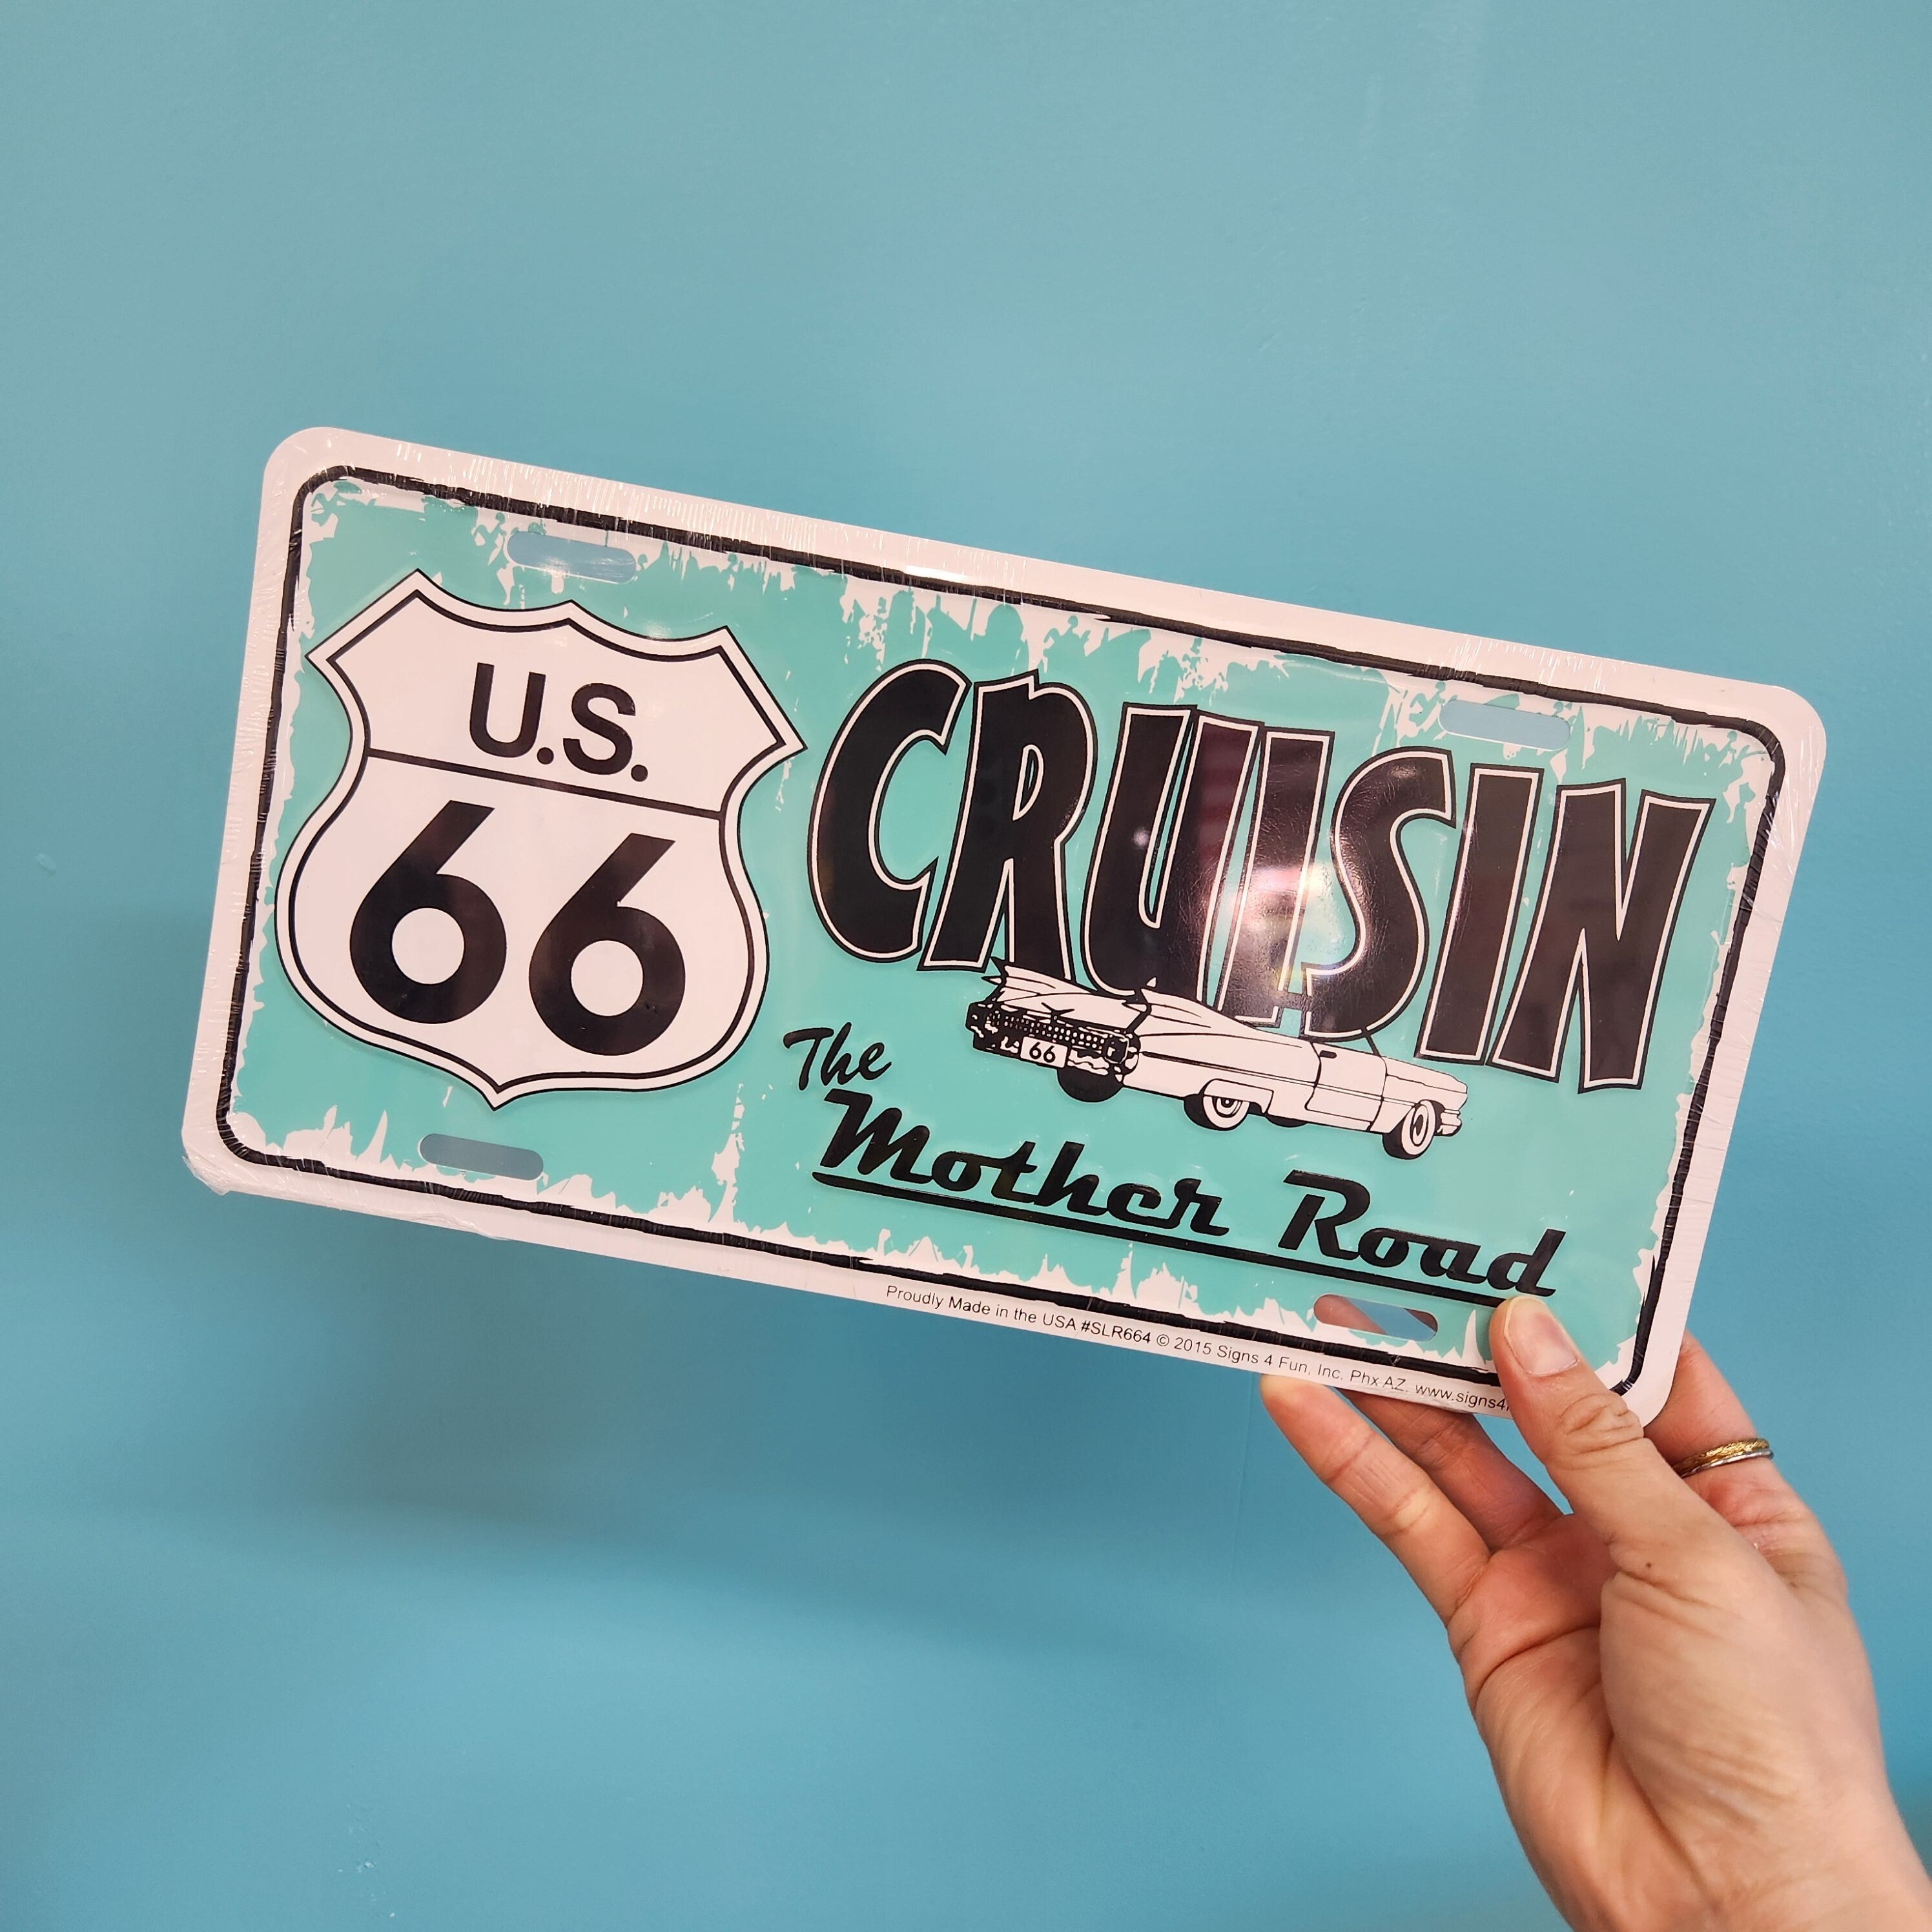 U.S.
66
CRUISIN
66
The
Mother Road
Proudly Made in the USA #SLR664 © 2015 Signs 4 Fun, Inc. Phx AZ. www.signs4